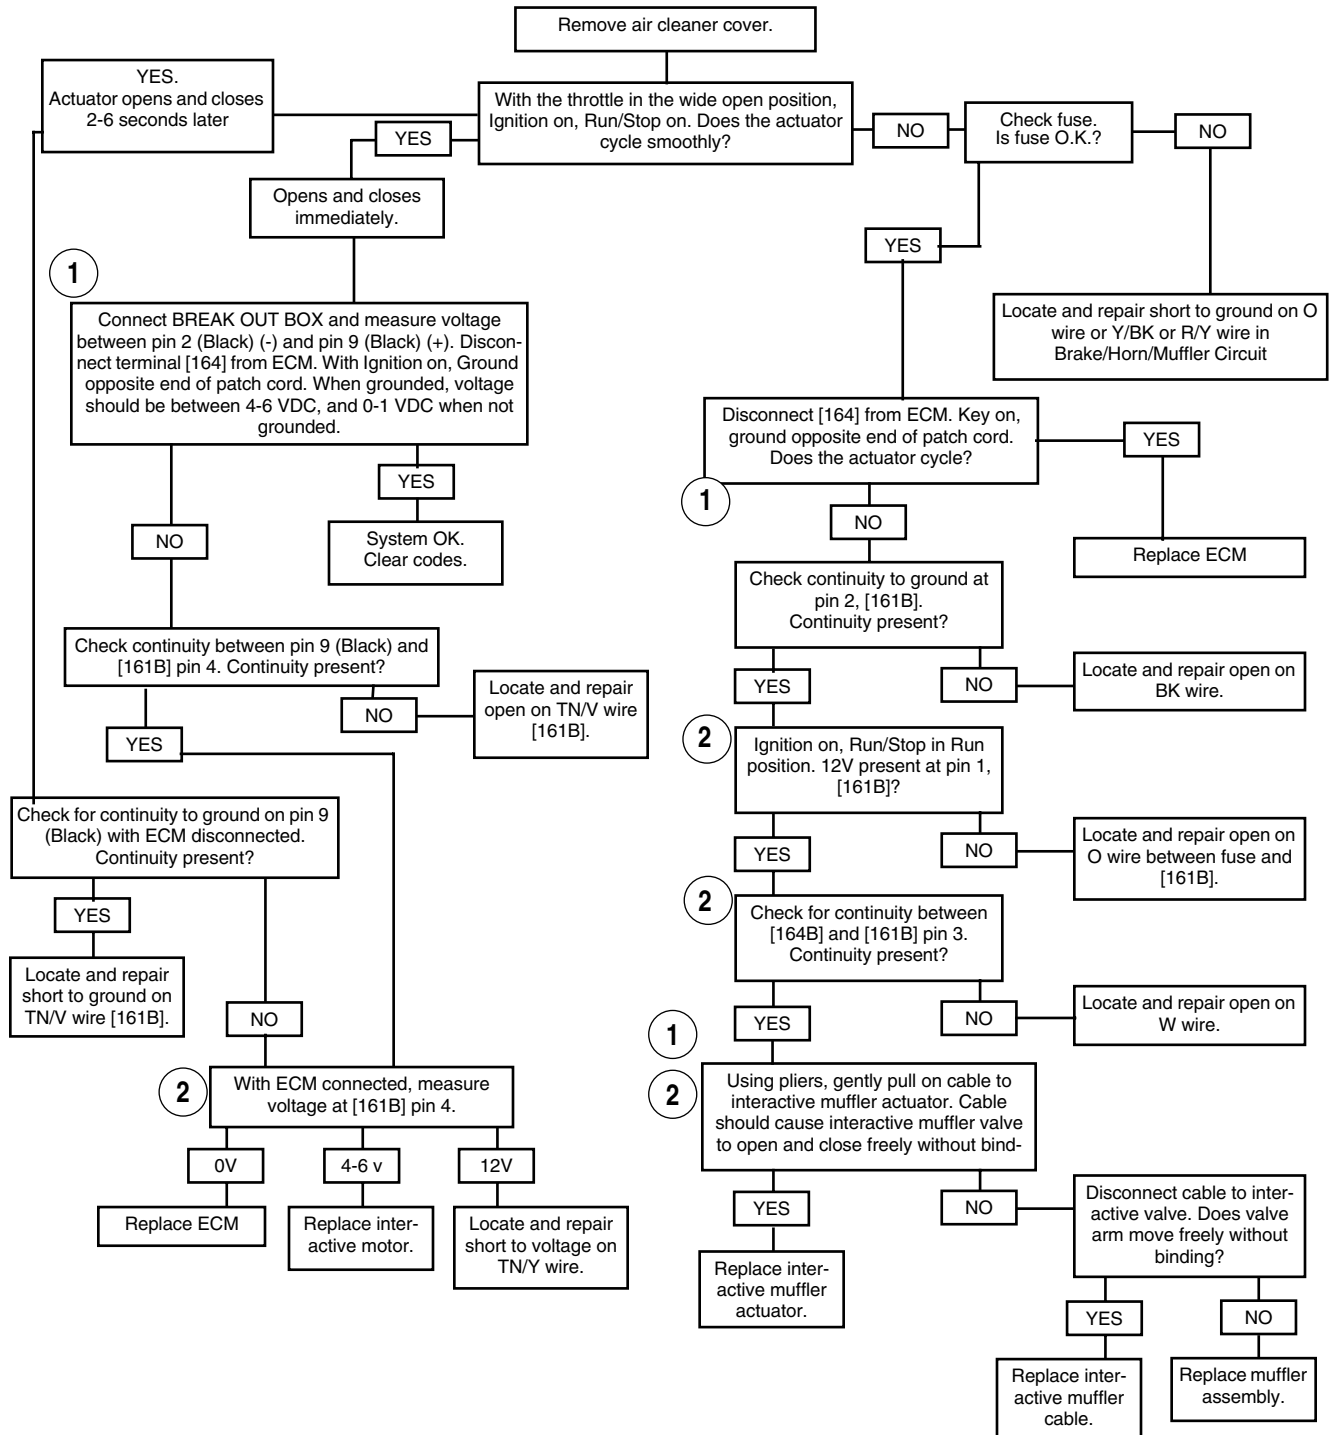 Remove air cleaner cover.
YES.
Actuator opens and closes
2-6 seconds later
With the throttle in the wide open position,
Ignition on, Run/Stop on. Does the actuator
cycle smoothly?
YES
NO
Check fuse.
Is fuse O.K.?
NO
Opens and closes
immediately.
YES
1
Connect BREAK OUT BOX and measure voltage
between pin 2 (Black) (-) and pin 9 (Black) (+). Discon-
nect terminal [164] from ECM. With Ignition on, Ground
opposite end of patch cord. When grounded, voltage
should be between 4-6 VDC, and 0-1 VDC when not
grounded.
Locate and repair short to ground on O
wire or Y/BK or R/Y wire in
Brake/Horn/Muffler Circuit
Disconnect [164] from ECM. Key on,
ground opposite end of patch cord.
Does the actuator cycle?
1
YES
Replace ECM
NO
YES
System OK.
Clear codes.
NO
Check continuity to ground at
pin 2, [161B].
Continuity present?
YES
NO
Locate and repair open on
BK wire.
Check continuity between pin 9 (Black) and
[161B] pin 4. Continuity present?
YES
NO
Locate and repair
open on TN/V wire
[161B].
2
Ignition on, Run/Stop in Run
position. 12V present at pin 1,
[161B]?
YES
NO
Locate and repair open on
O wire between fuse and
[161B].
Check for continuity to ground on pin 9
(Black) with ECM disconnected.
Continuity present?
YES
Locate and repair
short to ground on
TN/V wire [161B].
NO
2
Check for continuity between
[164B] and [161B] pin 3.
Continuity present?
YES
NO
Locate and repair open on
W wire.
2
With ECM connected, measure
voltage at [161B] pin 4.
0V
4-6 v
12V
Replace ECM
Replace inter-
active motor.
Locate and repair
short to voltage on
TN/Y wire.
1
2
Using pliers, gently pull on cable to
interactive muffler actuator. Cable
should cause interactive muffler valve
to open and close freely without bind-
YES
NO
Replace inter-
active muffler
actuator.
Disconnect cable to inter-
active valve. Does valve
arm move freely without
binding?
YES
NO
Replace inter-
active muffler
cable.
Replace muffler
assembly.